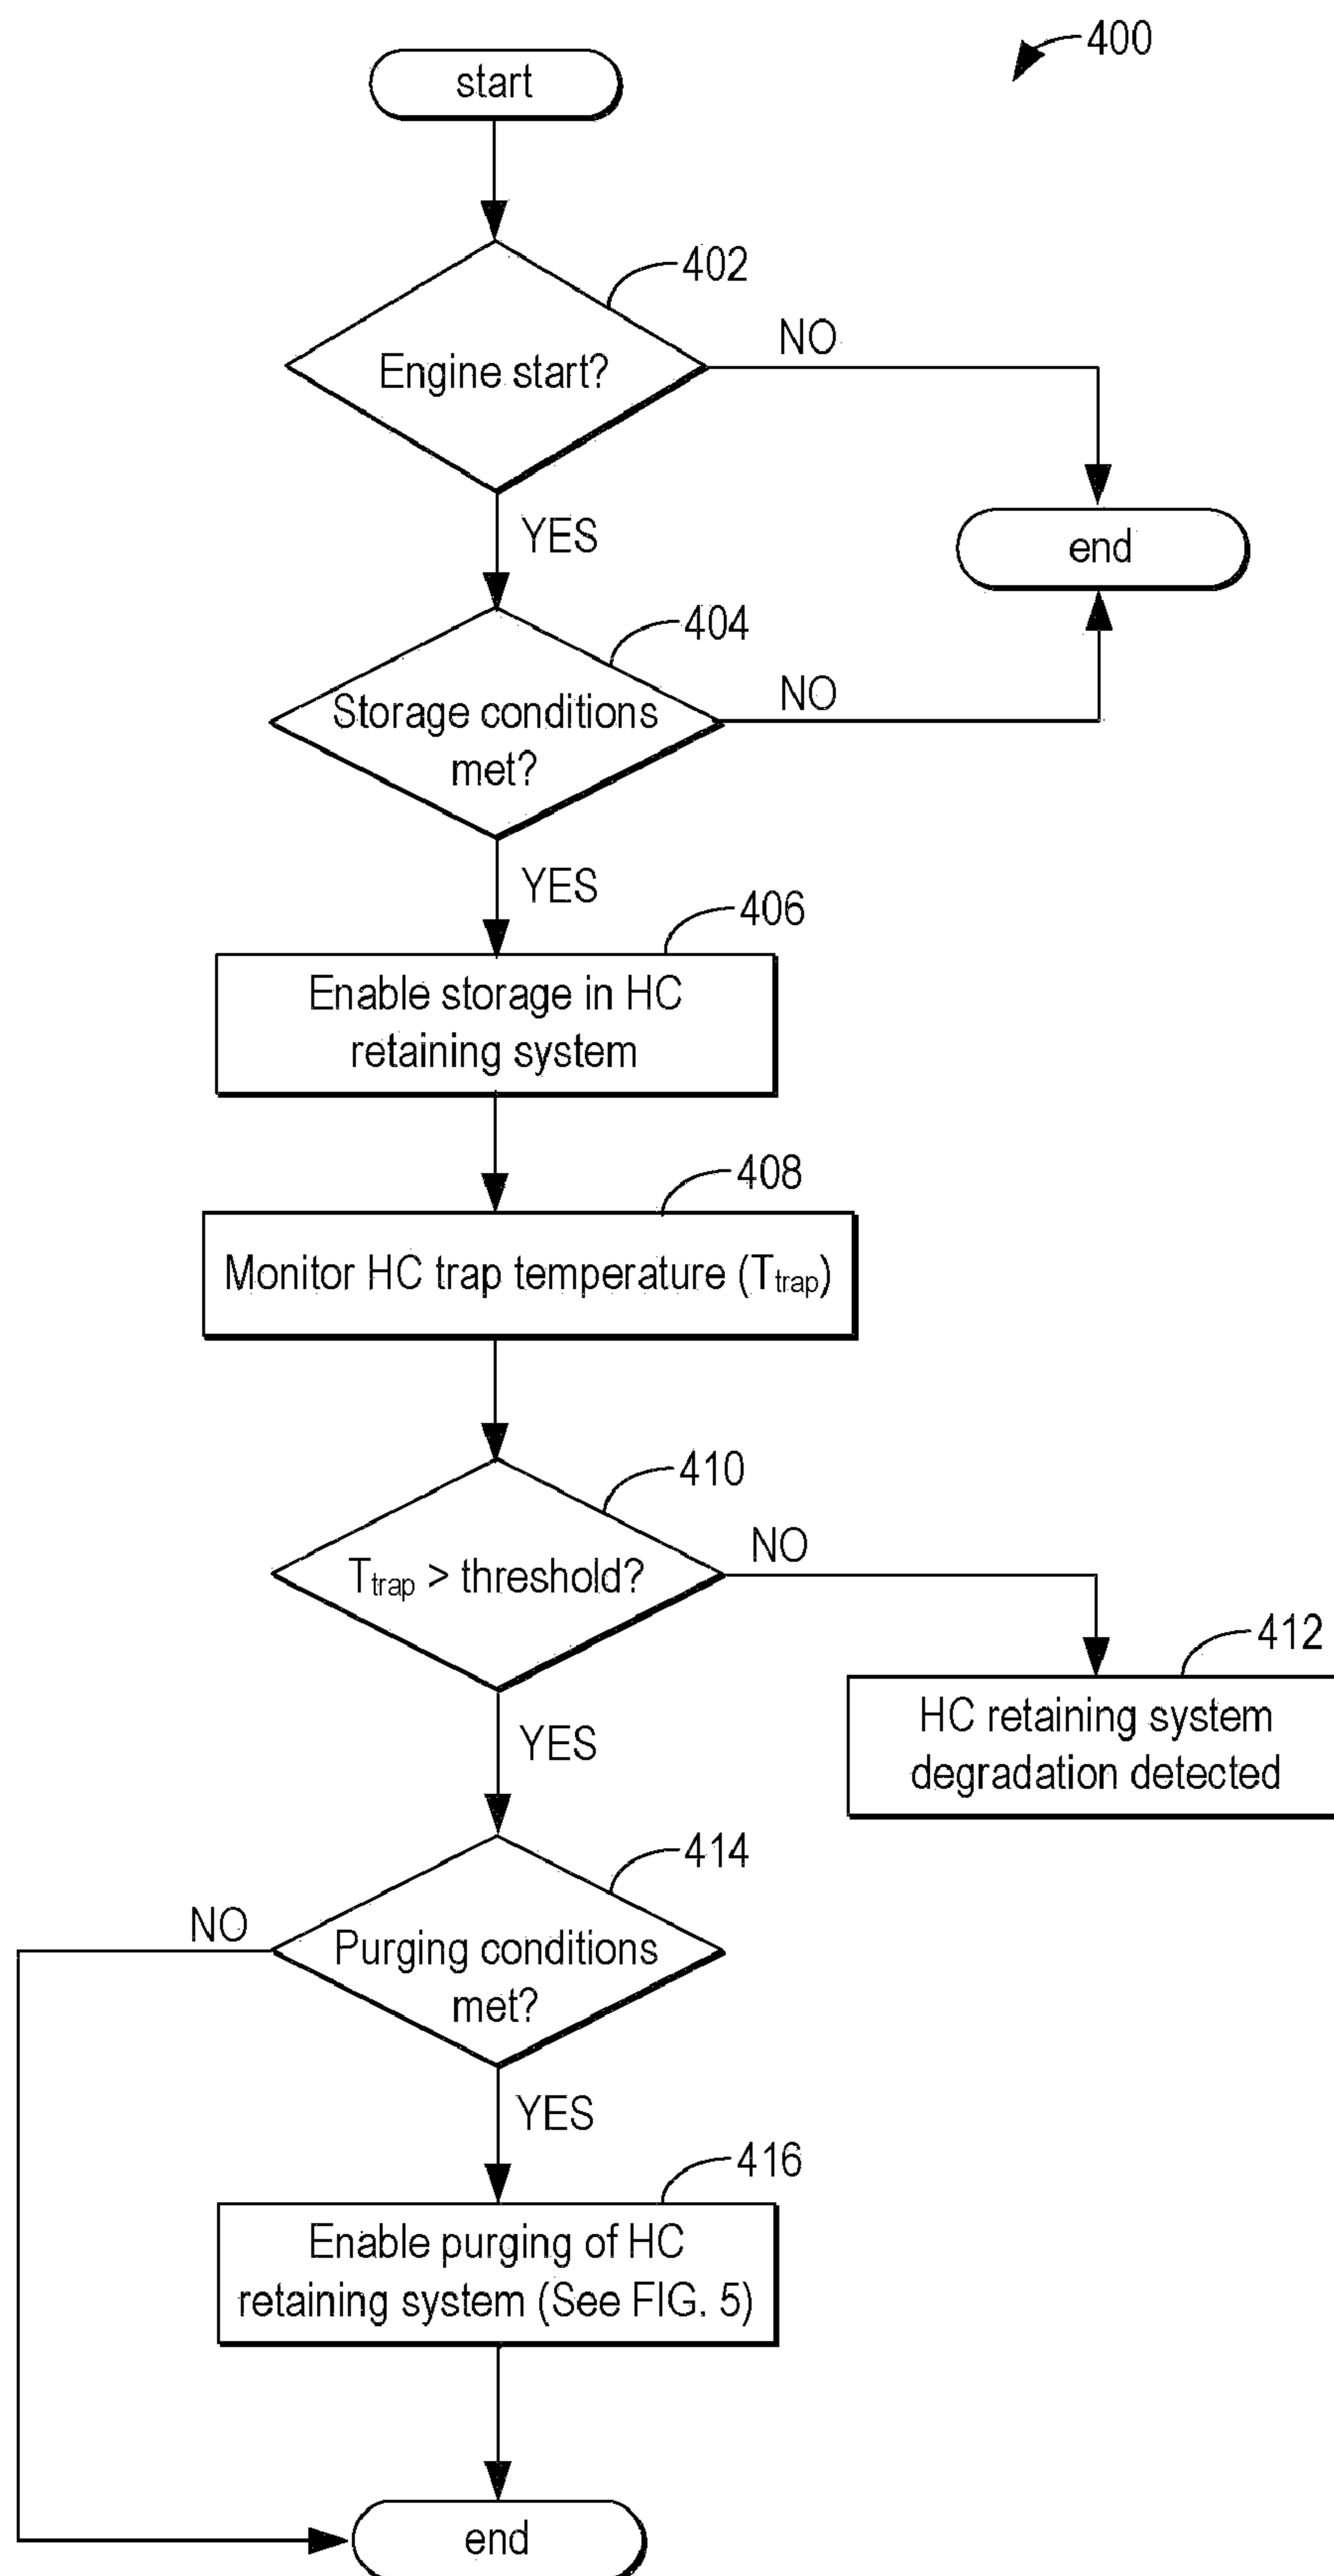 400
start
402
Engine start?
NO
end
YES
404
Storage conditions
met?
NO
YES
406
Enable storage in HC
retaining system
408
Monitor HC trap temperature (Ttrap)
410
Ttrap > threshold?
NO
412
HC retaining system
degradation detected
YES
414
NO
Purging conditions
met?
YES
416
Enable purging of HC
retaining system (See FIG. 5)
end